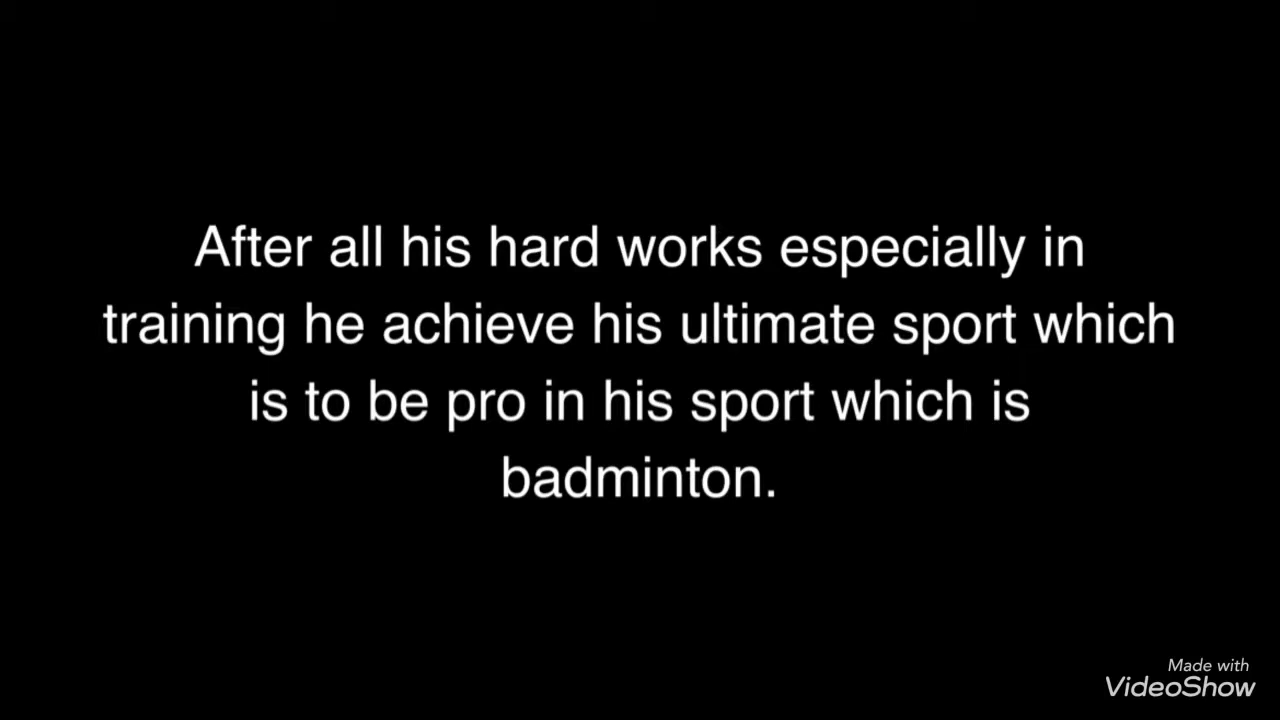 After all his hard works especially in
training he achieve his ultimate sport which
is to be pro in his sport which is
badminton.
Made with
VideoShow